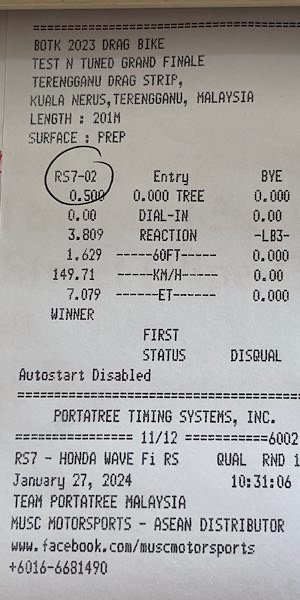 BOTK 2023 DRAG BIKE
TEST N TUNED GRAND FINALE
TERENGGANU DRAG STRIP,
KUALA NERUS,TERENGGANU, MALAYSIA
LENGTH : 201M
SURFACE : PREP
RS7-02 Entry BYE
0.500 0.000 TREE 0.000
0.00 DIAL-IN 0.00
3.809 REACTION -LB3-
1.629 ------60FT----- 0.000
149.71 -----KM/H----- 0.00
7.079 ------ET------- 0.000
WINNER
FIRST
STATUS DISQUAL
Autostart Disabled
PORTATREE TIMING SYSTEMS, INC.
================ 11/12 ===========6002
RS7 - HONDA WAVE Fi RS QUAL RND 1
January 27, 2024 10:31:06
TEAM PORTATREE MALAYSIA
MUSC MOTORSPORTS - ASEAN DISTRIBUTOR
www.facebook.com/muscmotorsports
+6016-6681490